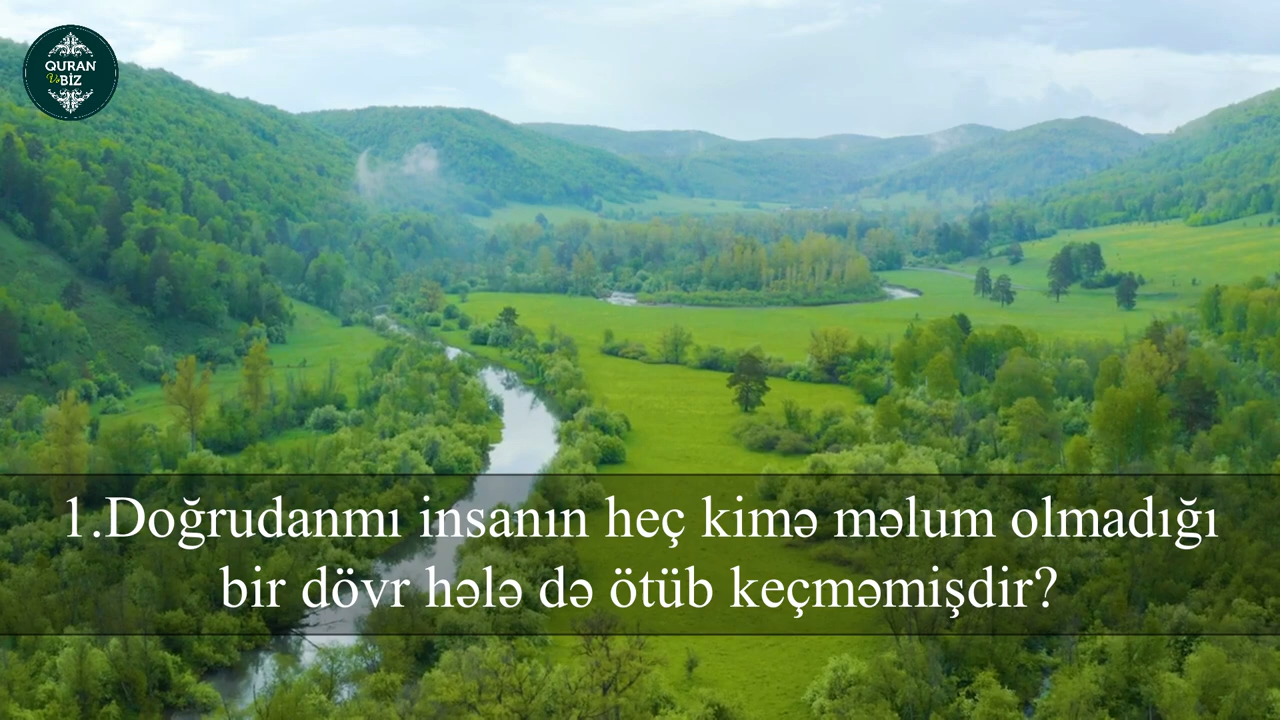 QURAN
Və BİZ
1.Doğrudanmı insanın heç kimə məlum olmadığı
bir dövr hələ də ötüb keçməmişdir?